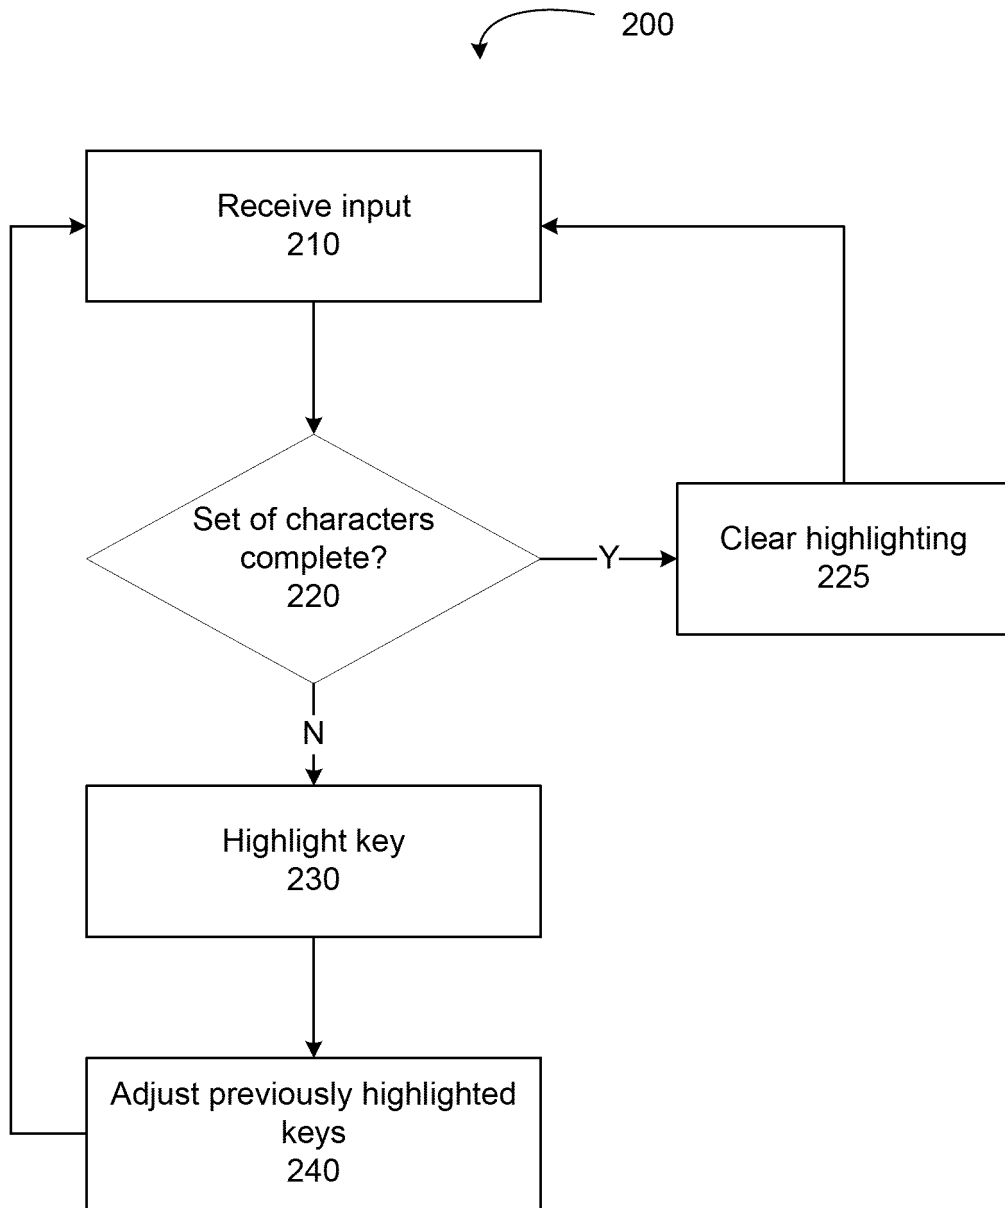 200
Receive input
210
Set of characters
complete?
220
Y
Clear highlighting
225
N
Highlight key
230
Adjust previously highlighted
keys
240